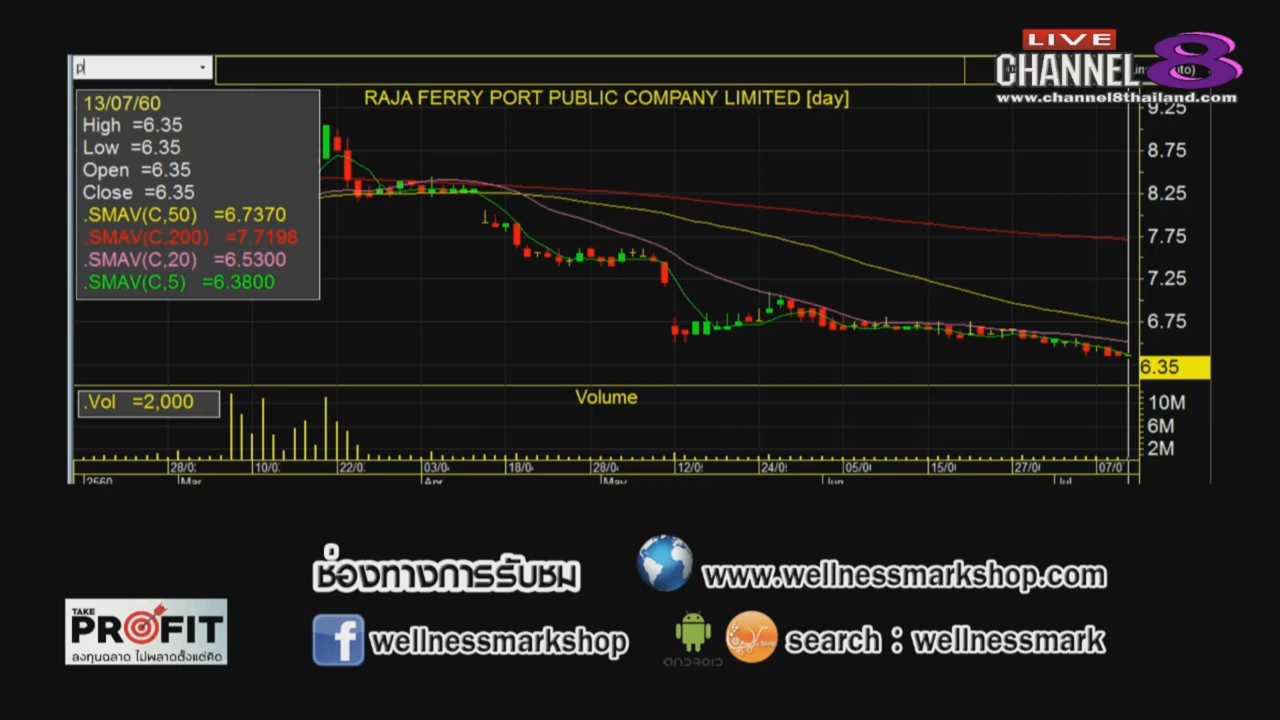 LIVE
CHANNEL 8
www.channel8thailand.com
p
RAJA FERRY PORT PUBLIC COMPANY LIMITED [day]
13/07/60
High =6.35
Low =6.35
Open =6.35
Close =6.35
.SMAV(C,50) =6.7370
.SMAV(C,200) =7.7198
.SMAV(C,20) =6.5300
.SMAV(C,5) =6.3800
9.25
8.75
8.25
7.75
7.25
6.75
6.35
.Vol =2,000
Volume
10M
6M
2M
28/0 10/0 22/0 03/0 18/0 28/0 12/0 24/0 05/0 15/0 27/0 07/
2560 Mar Apr May Jun Jul
ช่องทางการรับชม
www.wellnessmarkshop.com
TAKE
PROFIT
ลงทุนฉลาด ไม่พลาดตั้งแต่คิด
f wellnessmarkshop
ANDROID
search : wellnessmark